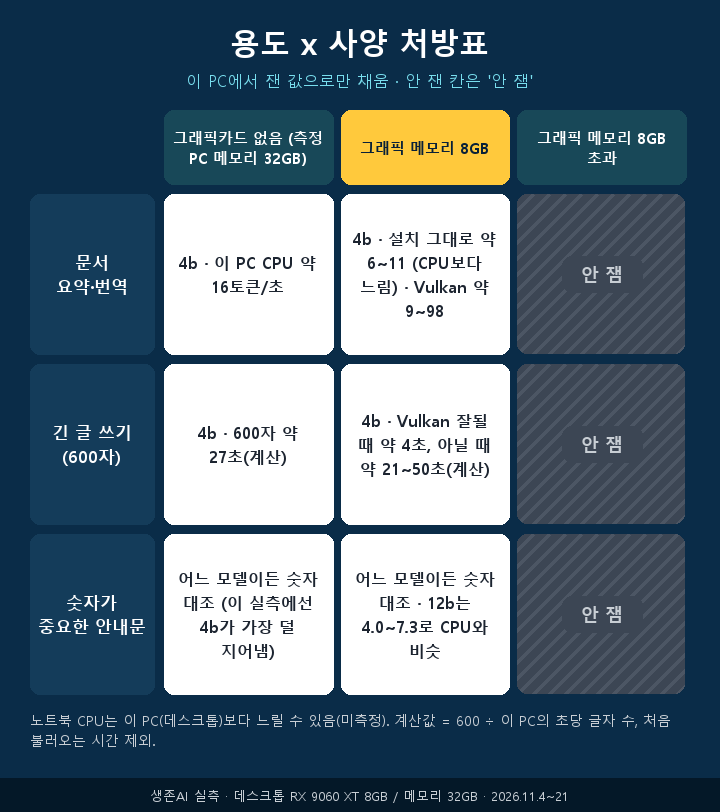 용도 x 사양 처방표
이 PC에서 잰 값으로만 채움 · 안 잰 칸은 '안 잼'
그래픽카드 없음 (측정
PC 메모리 32GB)
그래픽 메모리 8GB
그래픽 메모리 8GB
초과
문서
요약·번역
4b · 이 PC CPU 약
16토큰/초
4b · 설치 그대로 약
6~11 (CPU보다
느림) · Vulkan 약
9~98
안 잼
긴 글 쓰기
(600자)
4b · 600자 약
27초(계산)
4b · Vulkan 잘될
때 약 4초, 아닐 때
약 21~50초(계산)
안 잼
숫자가
중요한 안내문
어느 모델이든 숫자
대조 (이 실측에선
4b가 가장 덜
지어냄)
어느 모델이든 숫자
대조 · 12b는
4.0~7.3로 CPU와
비슷
안 잼
노트북 CPU는 이 PC(데스크톱)보다 느릴 수 있음(미측정). 계산값 = 600 ÷ 이 PC의 초당 글자 수, 처음
불러오는 시간 제외.
생존AI 실측 · 데스크톱 RX 9060 XT 8GB / 메모리 32GB · 2026.11.4~21